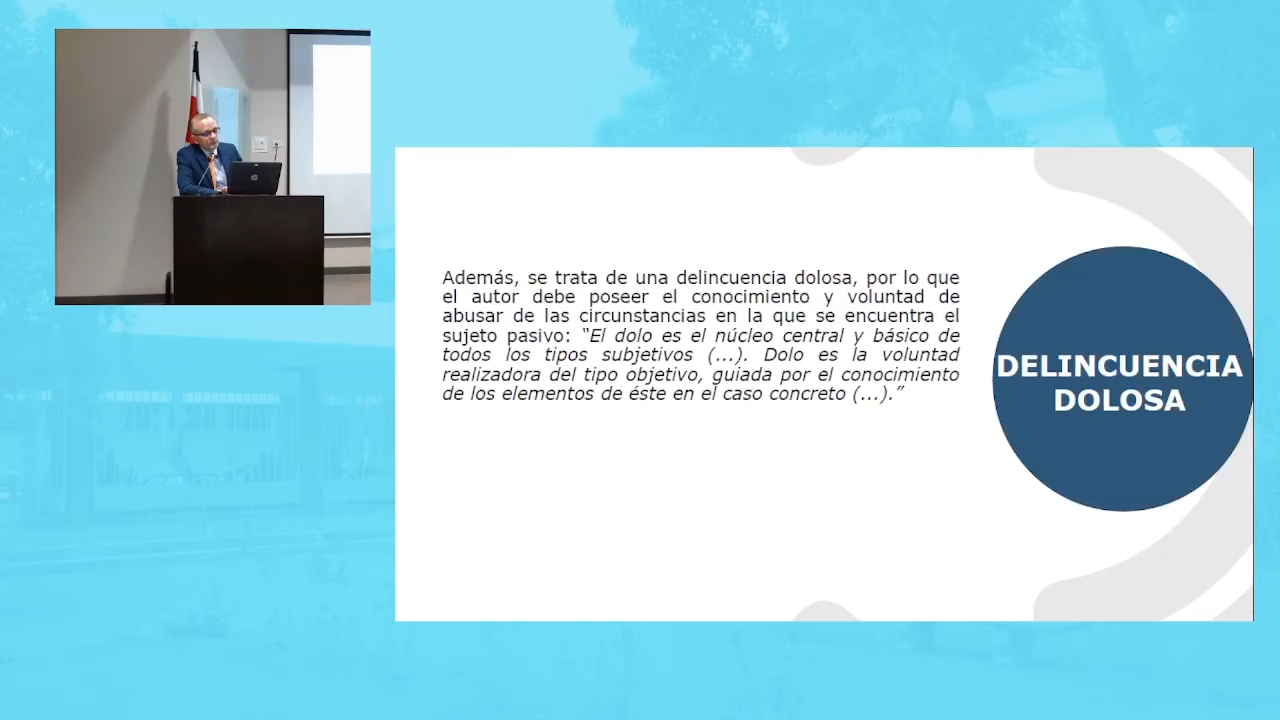 Además, se trata de una delincuencia dolosa, por lo que
el autor debe poseer el conocimiento y voluntad de
abusar de las circunstancias en la que se encuentra el
sujeto pasivo: “El dolo es el núcleo central y básico de
todos los tipos subjetivos (...). Dolo es la voluntad
realizadora del tipo objetivo, guiada por el conocimiento
de los elementos de éste en el caso concreto (...).”
DELINCUENCIA
DOLOSA